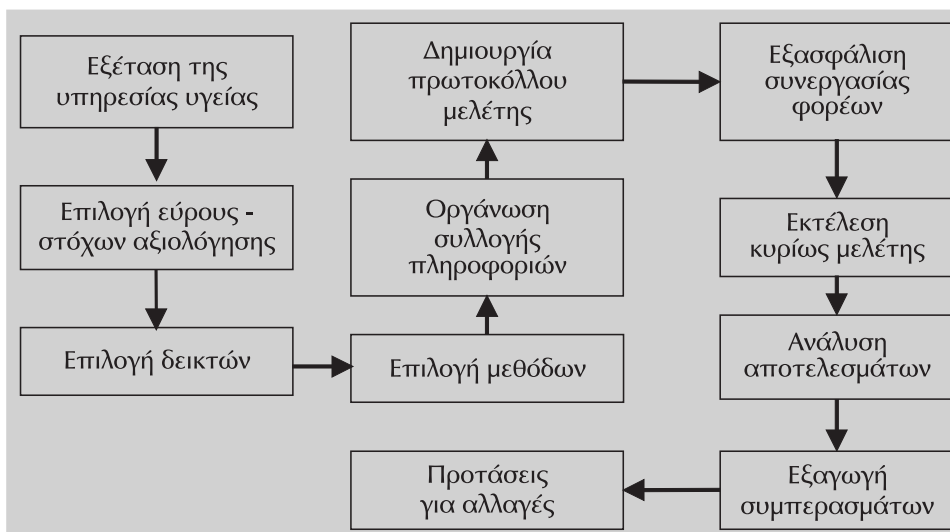 Εξέταση της
υπηρεσίας υγείας
Επιλογή εύρους -
στόχων αξιολόγησης
Επιλογή δεικτών
Επιλογή μεθόδων
Οργάνωση
συλλογής
πληροφοριών
Δημιουργία
πρωτοκόλλου
μελέτης
Εξασφάλιση
συνεργασίας
φορέων
Εκτέλεση
κυρίως μελέτης
Ανάλυση
αποτελεσμάτων
Εξαγωγή
συμπερασμάτων
Προτάσεις
για αλλαγές